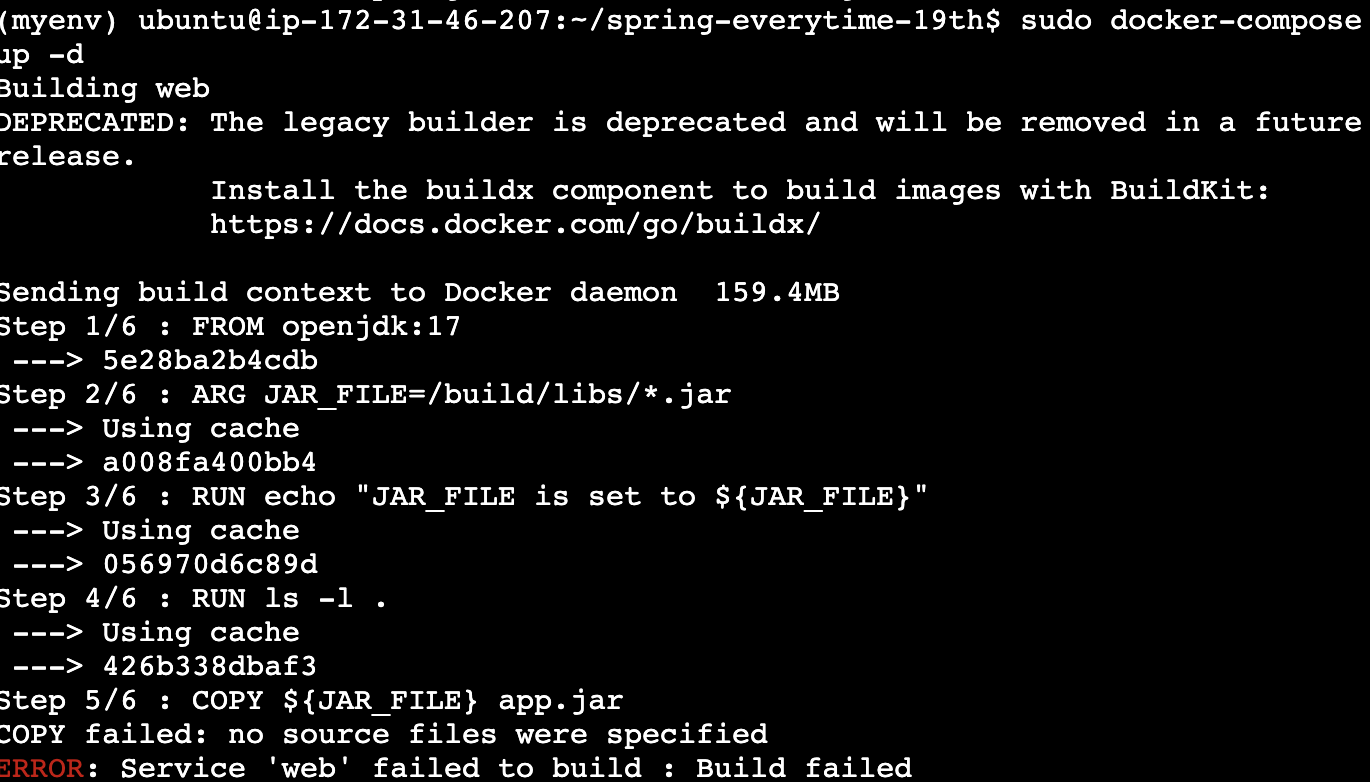 (myenv) ubuntu@ip-172-31-46-207:~/spring-everytime-19th$ sudo docker-compose
up -d
Building web
DEPRECATED: The legacy builder is deprecated and will be removed in a future
release.
            Install the buildx component to build images with BuildKit:
            https://docs.docker.com/go/buildx/

Sending build context to Docker daemon  159.4MB
Step 1/6 : FROM openjdk:17
 ---> 5e28ba2b4cdb
Step 2/6 : ARG JAR_FILE=/build/libs/*.jar
 ---> Using cache
 ---> a008fa400bb4
Step 3/6 : RUN echo "JAR_FILE is set to ${JAR_FILE}"
 ---> Using cache
 ---> 056970d6c89d
Step 4/6 : RUN ls -l .
 ---> Using cache
 ---> 426b338dbaf3
Step 5/6 : COPY ${JAR_FILE} app.jar
COPY failed: no source files were specified
ERROR: Service 'web' failed to build : Build failed